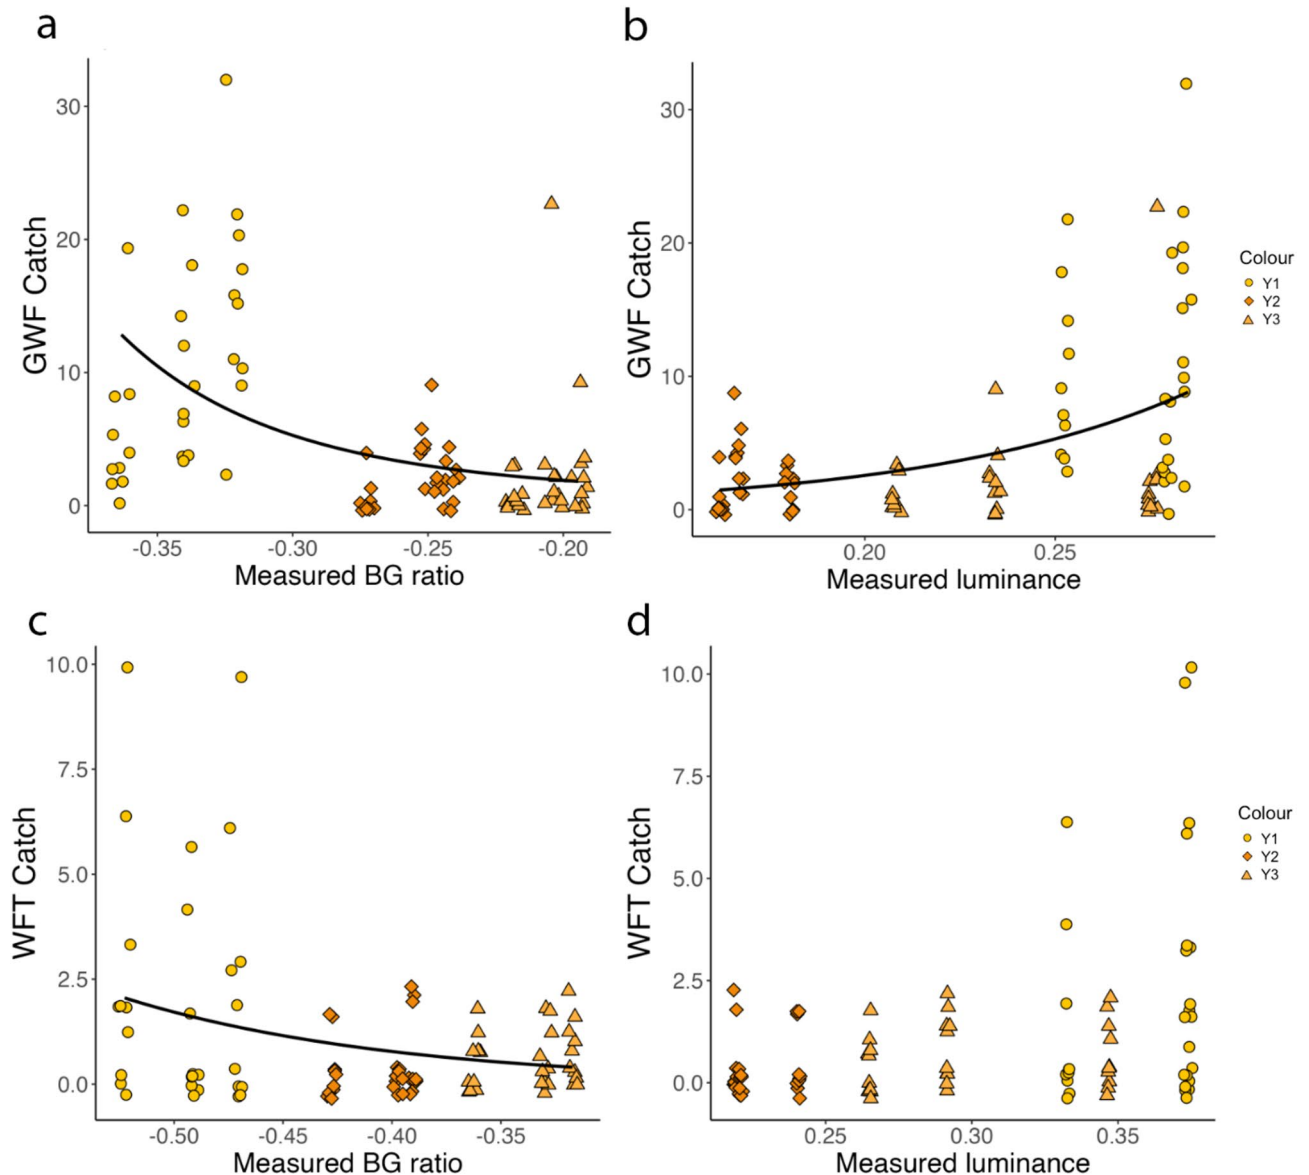 a
GWF Catch
30
20
10
0
-0.35 -0.30 -0.25 -0.20
Measured BG ratio
b
GWF Catch
30
20
10
0
0.20 0.25
Measured luminance
Colour
Y1
Y2
Y3
c
WFT Catch
10.0
7.5
5.0
2.5
0.0
-0.50 -0.45 -0.40 -0.35
Measured BG ratio
d
WFT Catch
10.0
7.5
5.0
2.5
0.0
0.25 0.30 0.35
Measured luminance
Colour
Y1
Y2
Y3